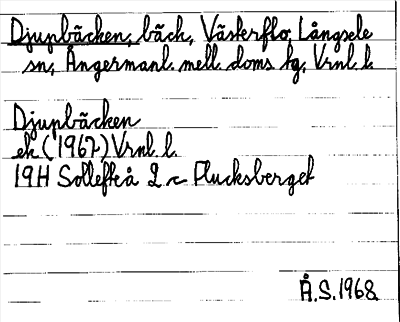 Djupbäcken, bäck, Västerflo, Långsele
sn, Ångermanl. mell. doms hg, Vrnl. l.
Djupbäcken
ek (1967) Vrnl. l.
19H Sollefteå 2 c Flucksberget
Å.S. 1968.